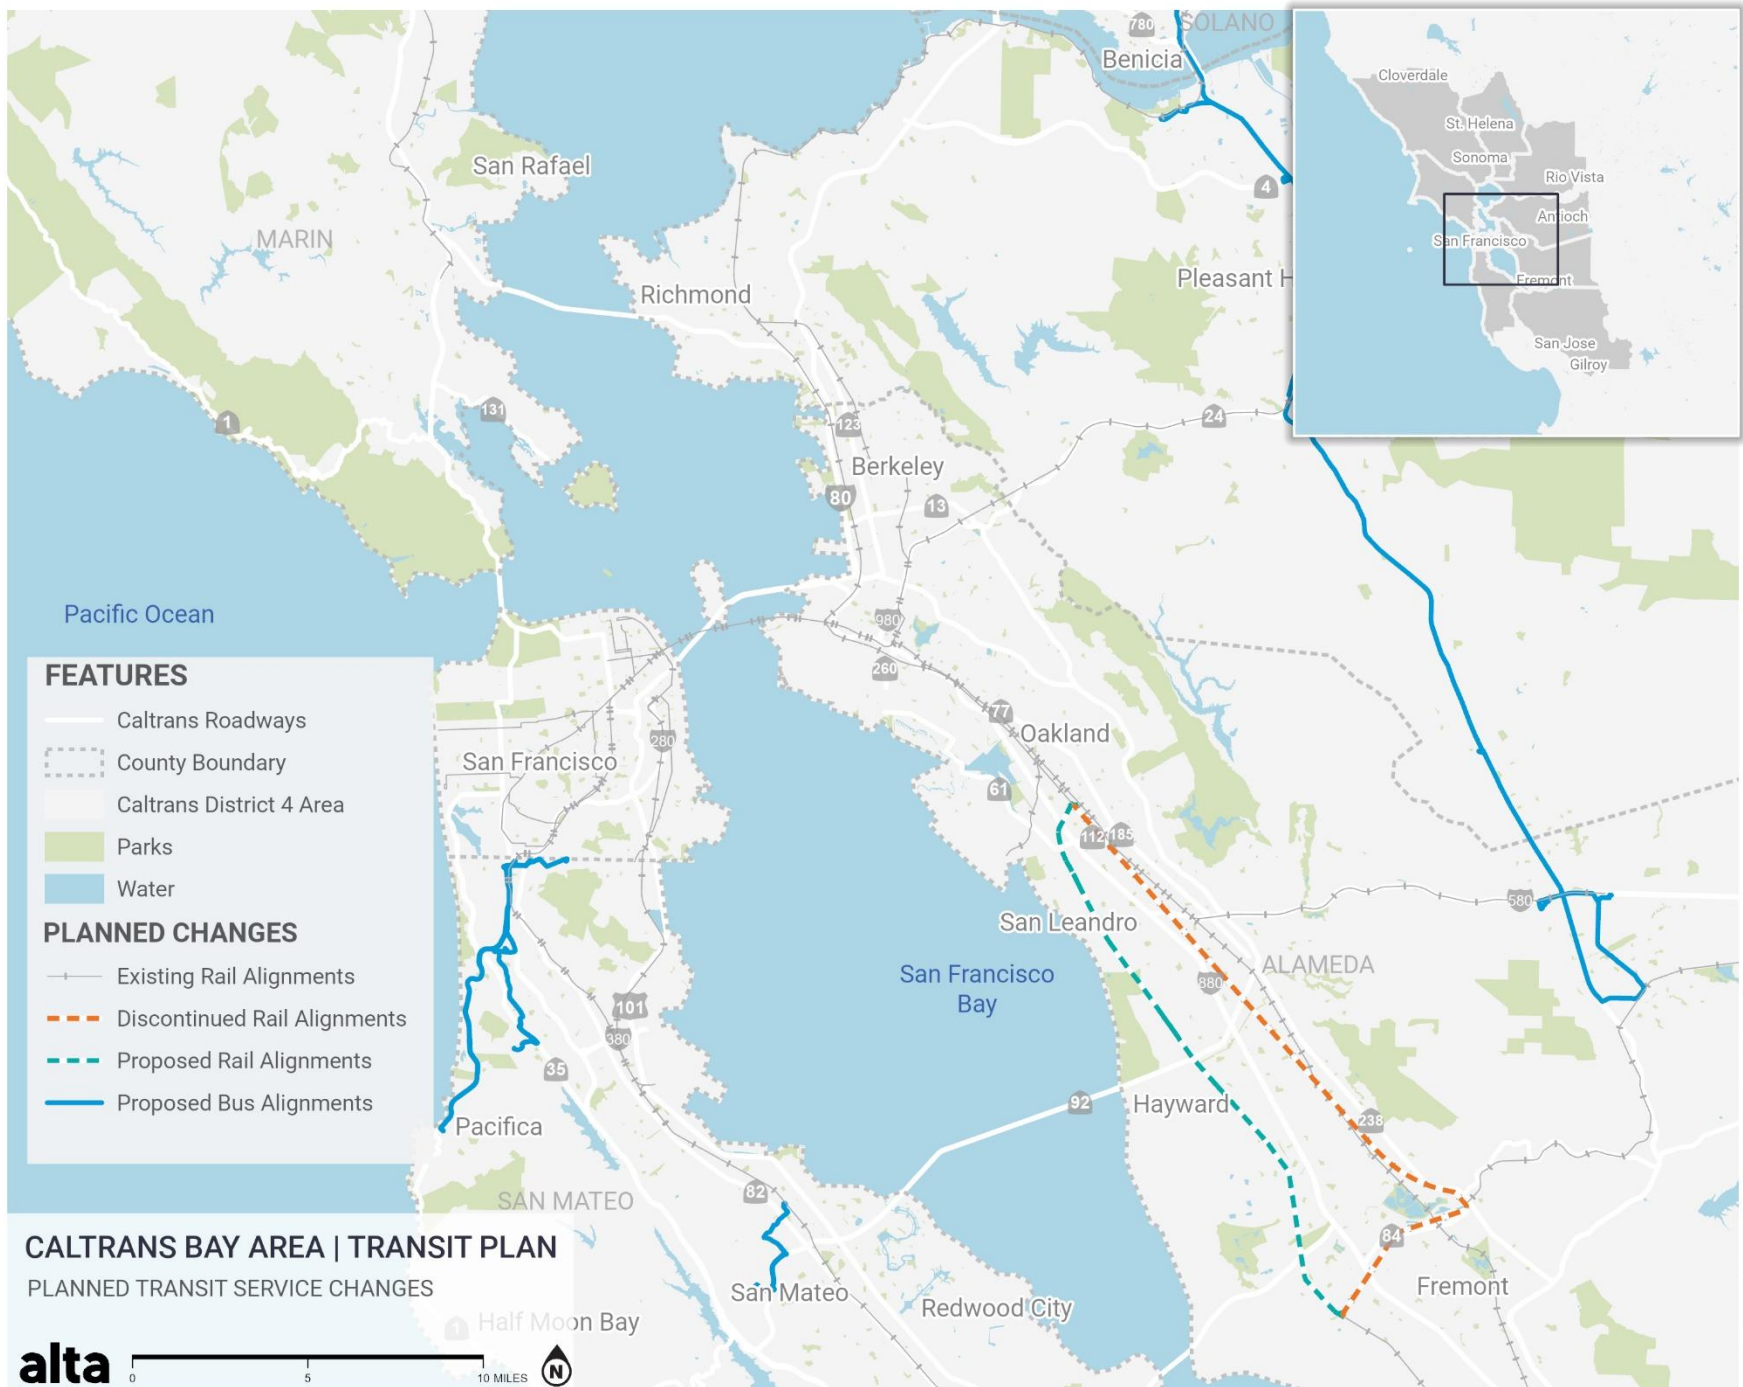 780
SOLANO
Benicia
Cloverdale
St. Helena
Sonoma
Rio Vista
Antioch
San Francisco
Fremont
San Jose
Gilroy
San Rafael
4
MARIN
Pleasant H
Richmond
131
1
24
123
Berkeley
80
13
Pacific Ocean
980
260
77
Oakland
280
San Francisco
61
112
185
580
San Leandro
ALAMEDA
San Francisco
Bay
880
101
380
35
92
Hayward
238
Pacifica
82
SAN MATEO
84
Fremont
San Mateo
Redwood City
1
Half Moon Bay
FEATURES
Caltrans Roadways
County Boundary
Caltrans District 4 Area
Parks
Water
PLANNED CHANGES
Existing Rail Alignments
Discontinued Rail Alignments
Proposed Rail Alignments
Proposed Bus Alignments
CALTRANS BAY AREA | TRANSIT PLAN
PLANNED TRANSIT SERVICE CHANGES
alta
0
5
10 MILES
N